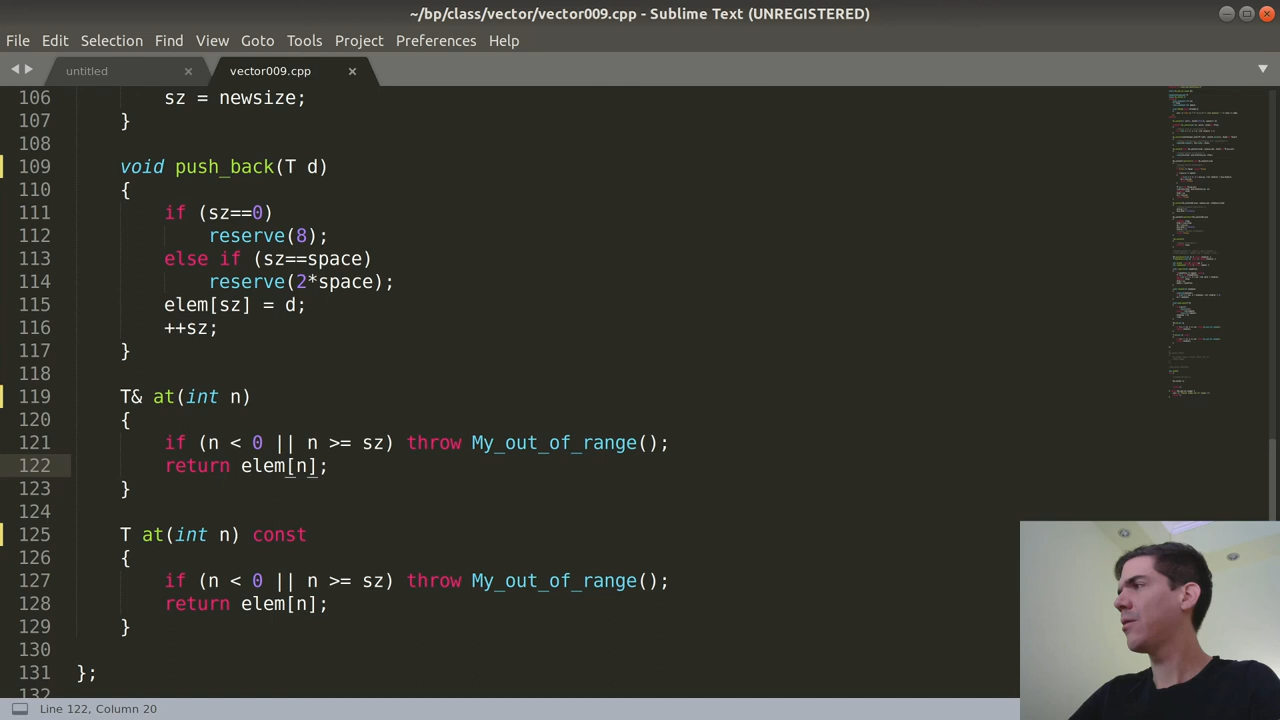 ~/bp/class/vector/vector009.cpp - Sublime Text (UNREGISTERED)
File Edit Selection Find View Goto Tools Project Preferences Help
untitled vector009.cpp
106 sz = newsize;
107 }
108
109 void push_back(T d)
110 {
111 if (sz==0)
112 reserve(8);
113 else if (sz==space)
114 reserve(2*space);
115 elem[sz] = d;
116 ++sz;
117 }
118
119 T& at(int n)
120 {
121 if (n < 0 || n >= sz) throw My_out_of_range();
122 return elem[n];
123 }
124
125 T at(int n) const
126 {
127 if (n < 0 || n >= sz) throw My_out_of_range();
128 return elem[n];
129 }
130
131 };
132
Line 122, Column 20